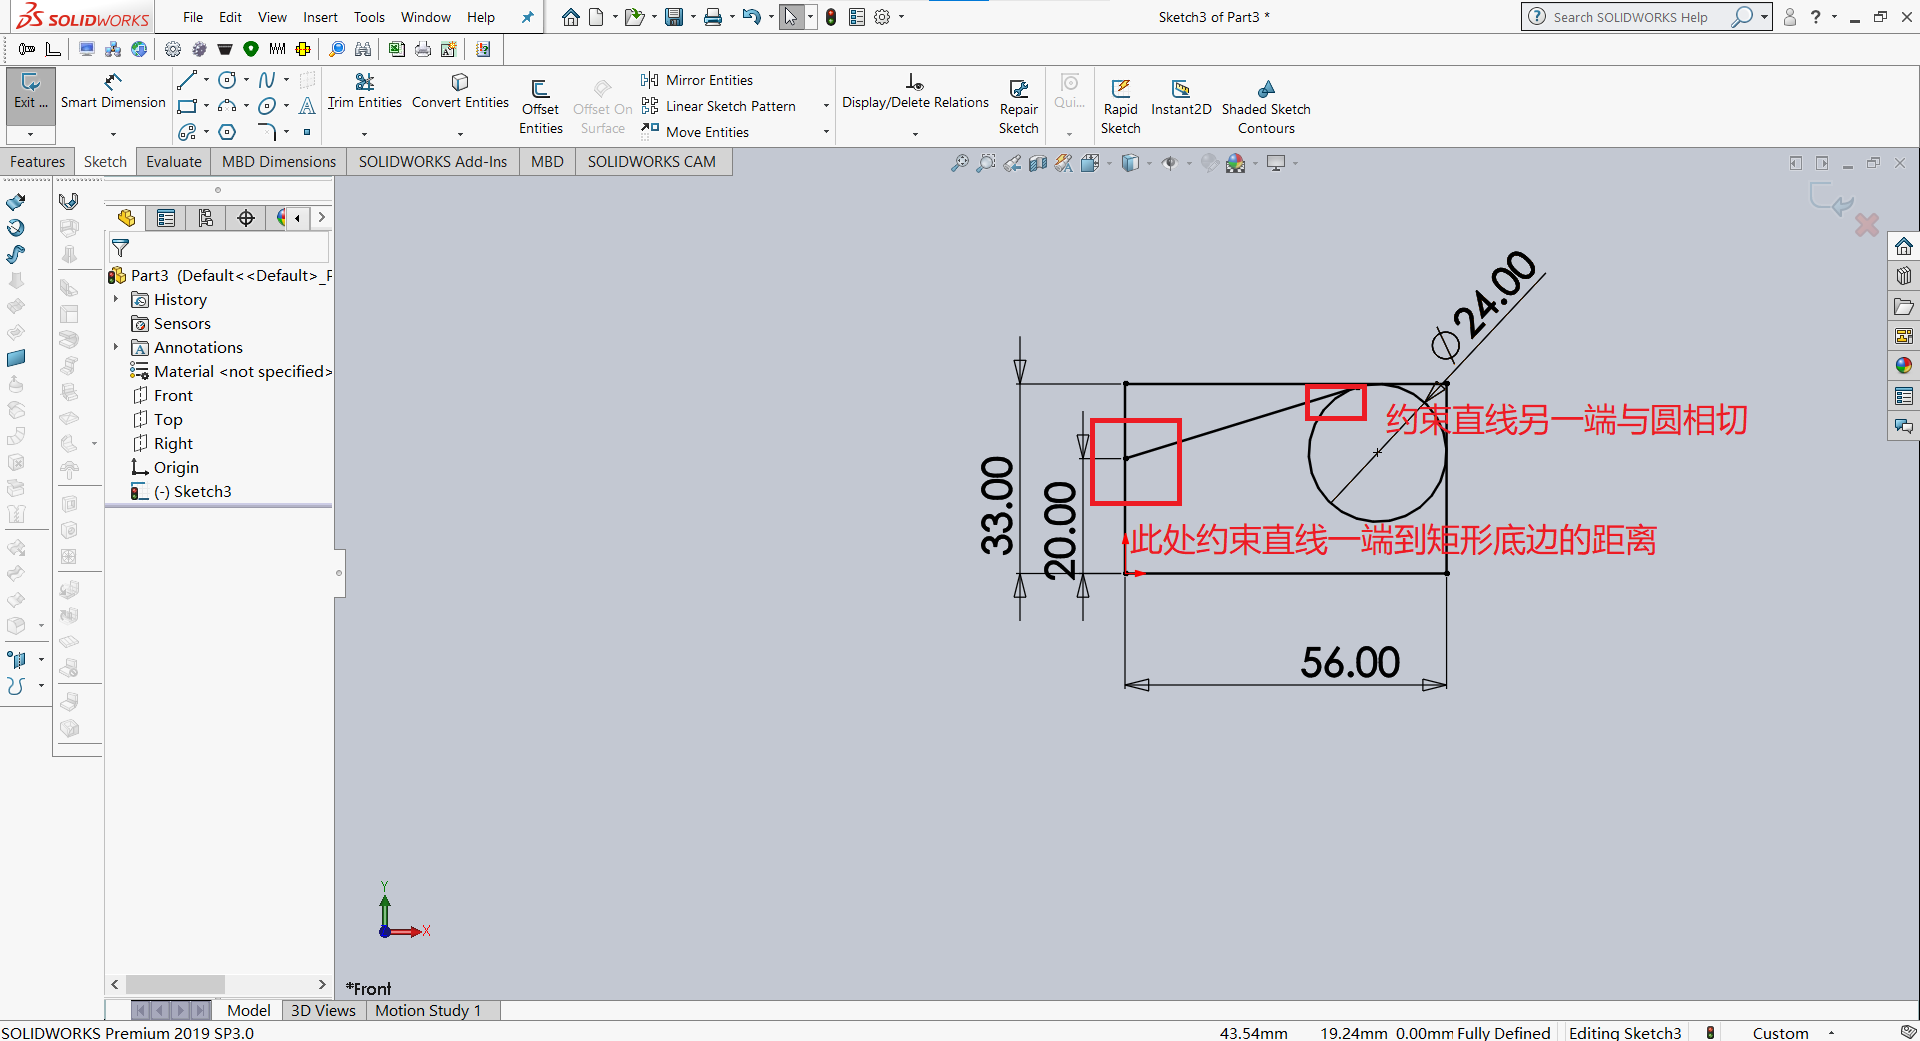 SOLIDWORKS
File Edit View Insert Tools Window Help
Sketch3 of Part3 *
Search SOLIDWORKS Help
Exit ...
Smart Dimension
Trim Entities
Convert Entities
Offset Entities
Offset On Surface
Mirror Entities
Linear Sketch Pattern
Move Entities
Display/Delete Relations
Repair Sketch
Qui...
Rapid Sketch
Instant2D
Shaded Sketch Contours
Features Sketch Evaluate MBD Dimensions SOLIDWORKS Add-Ins MBD SOLIDWORKS CAM
Part3 (Default<<Default>_F
History
Sensors
Annotations
Material <not specified>
Front
Top
Right
Origin
(-) Sketch3
∅24.00
约束直线另一端与圆相切
33.00
20.00
此处约束直线一端到矩形底边的距离
56.00
Y
X
*Front
Model 3D Views Motion Study 1
SOLIDWORKS Premium 2019 SP3.0
43.54mm 19.24mm 0.00mm Fully Defined Editing Sketch3 Custom